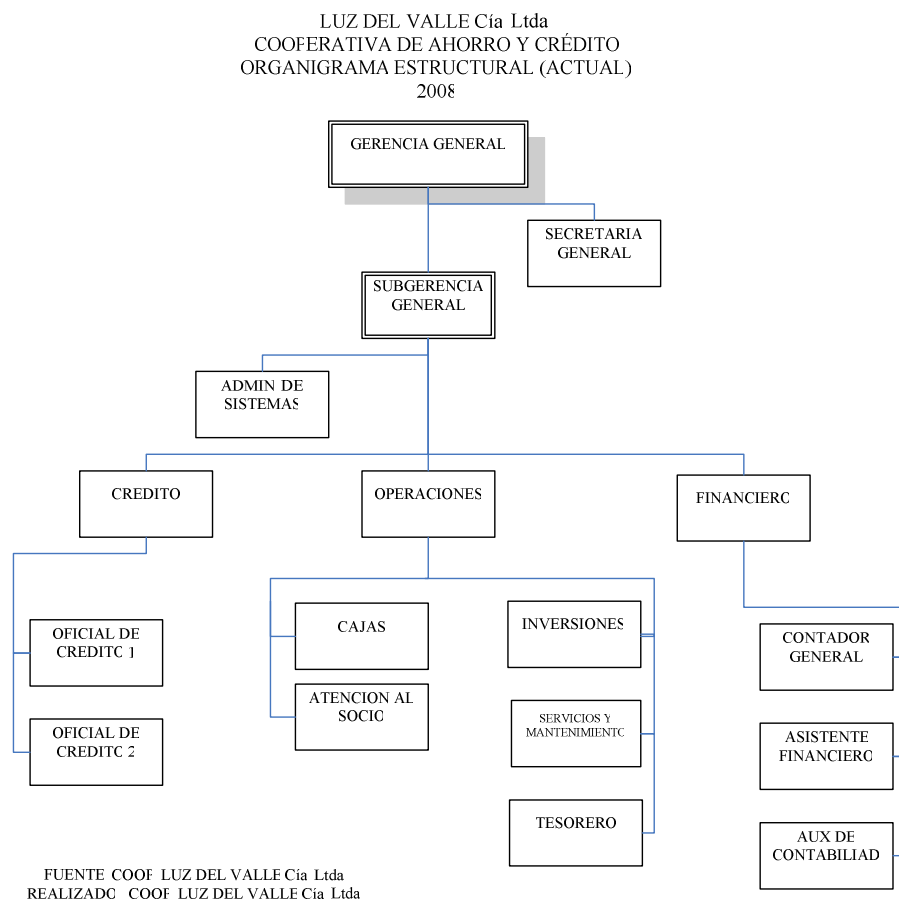 LUZ DEL VALLE Cía Ltda
COOFERATIVA DE AHORRO Y CRÉDITO
ORGANIGRAMA ESTRUCTURAL (ACTUAL)
2008
GERENCIA GENERAL
SECRETARIA
GENERAL
SUBGERENCIA
GENERAL
ADMIN DE
SISTEMAS
CREDITO
OPERACIONES
FINANCIERO
OFICIAL DE
CREDITO 1
OFICIAL DE
CREDITO 2
CAJAS
ATENCION AL
SOCIO
INVERSIONES
SERVICIOS Y
MANTENIMIENTO
TESORERO
CONTADOR
GENERAL
ASISTENTE
FINANCIERO
AUX DE
CONTABILIAD
FUENTE COOF LUZ DEL VALLE Cía Ltda
REALIZADO COOF LUZ DEL VALLE Cía Ltda